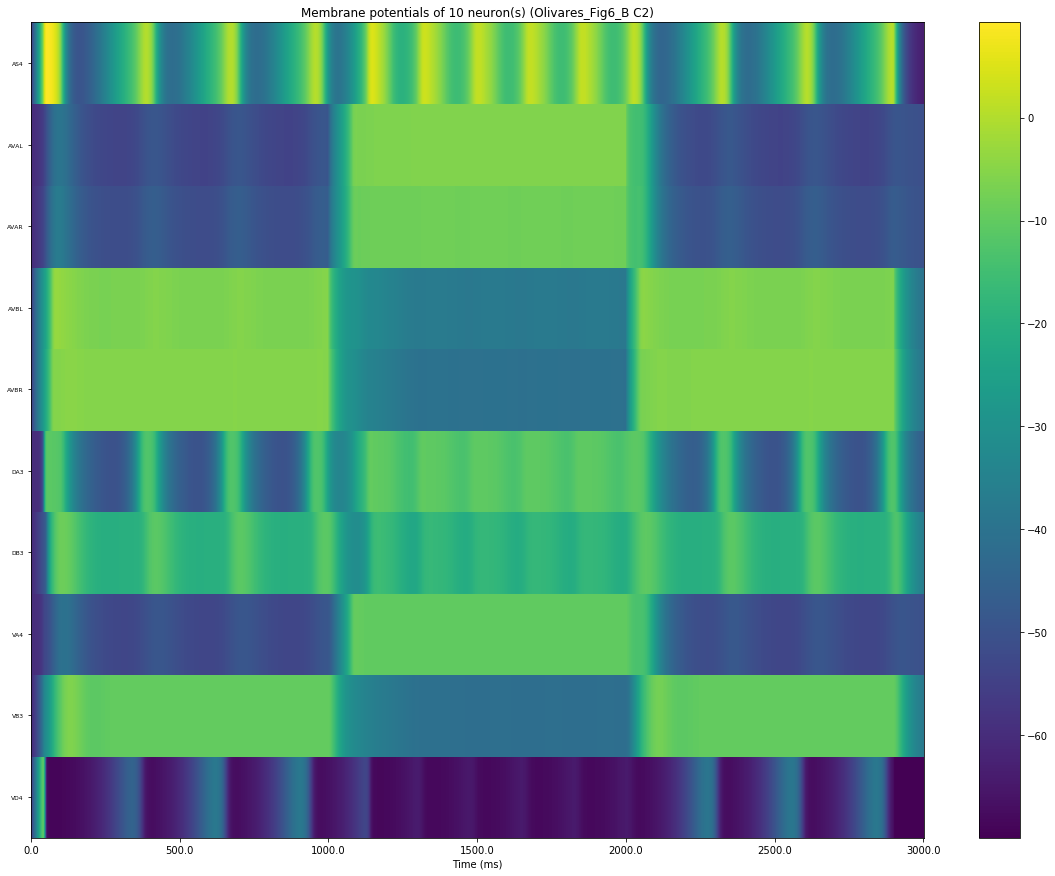 Membrane potentials of 10 neuron(s) (Olivares_Fig6_B C2)
AS4
AVAL
AVAR
AVBL
AVBR
DA3
DB3
VA4
VB3
VD4
0.0 500.0 1000.0 1500.0 2000.0 2500.0 3000.0
Time (ms)
0
−10
−20
−30
−40
−50
−60